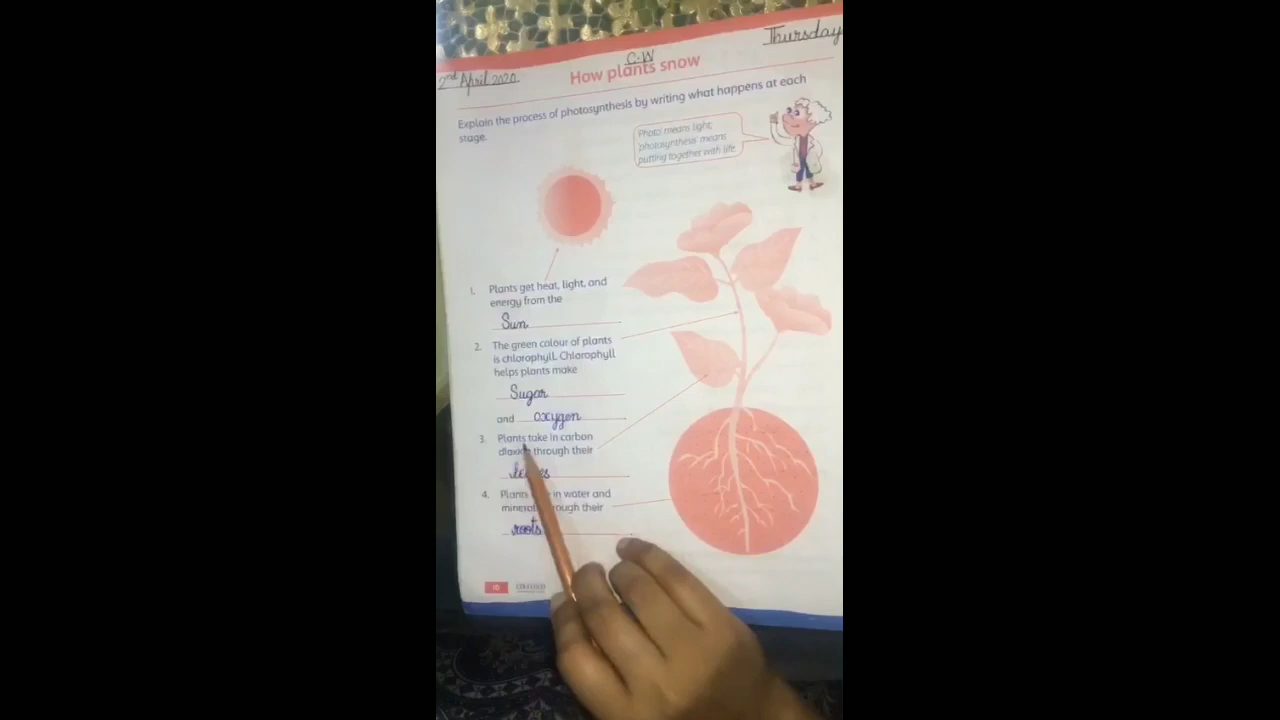 Thursday
C.W
2nd April 2020.
How plants snow
Explain the process of photosynthesis by writing what happens at each
stage.
'Photo' means light;
'photosynthesis' means
putting together with life.
1. Plants get heat, light, and
energy from the
Sun
2. The green colour of plants
is chlorophyll. Chlorophyll
helps plants make
Sugar
and oxygen
3. Plants take in carbon
through their
4. Plants in water and
through their
roots
10